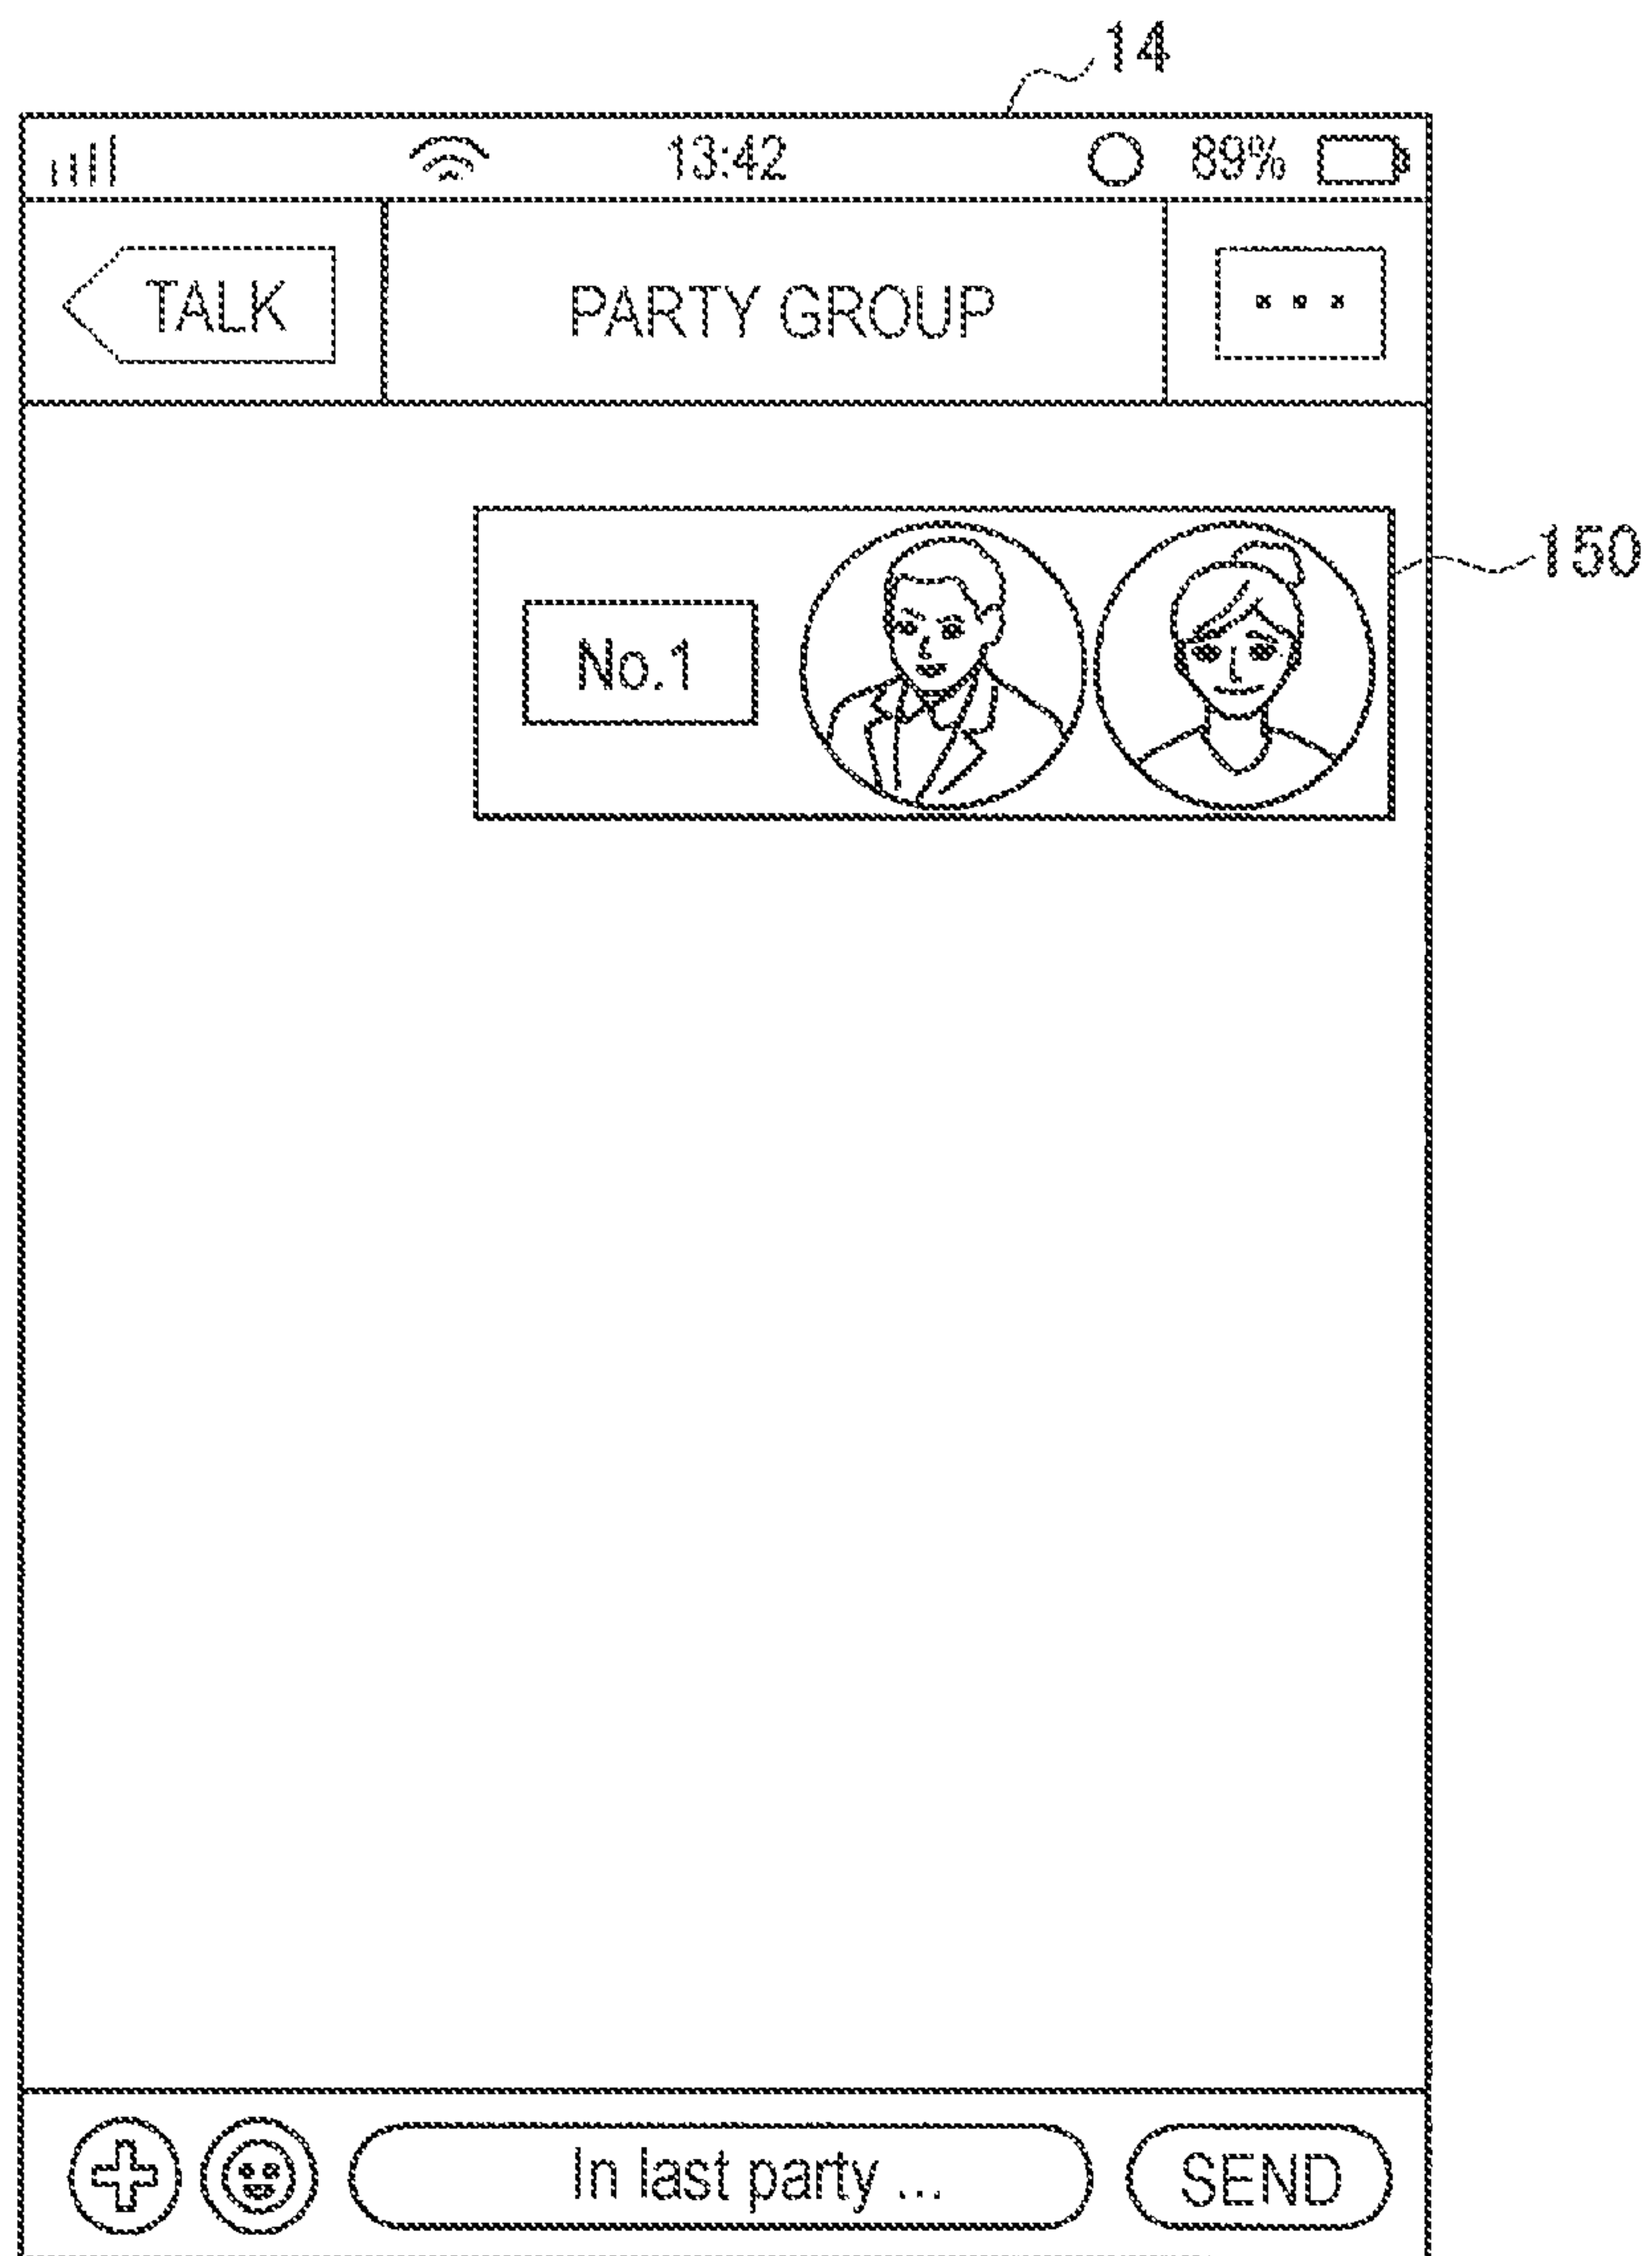 14
13:42 89%
TALK PARTY GROUP ...
150
No.1
In last party ... SEND